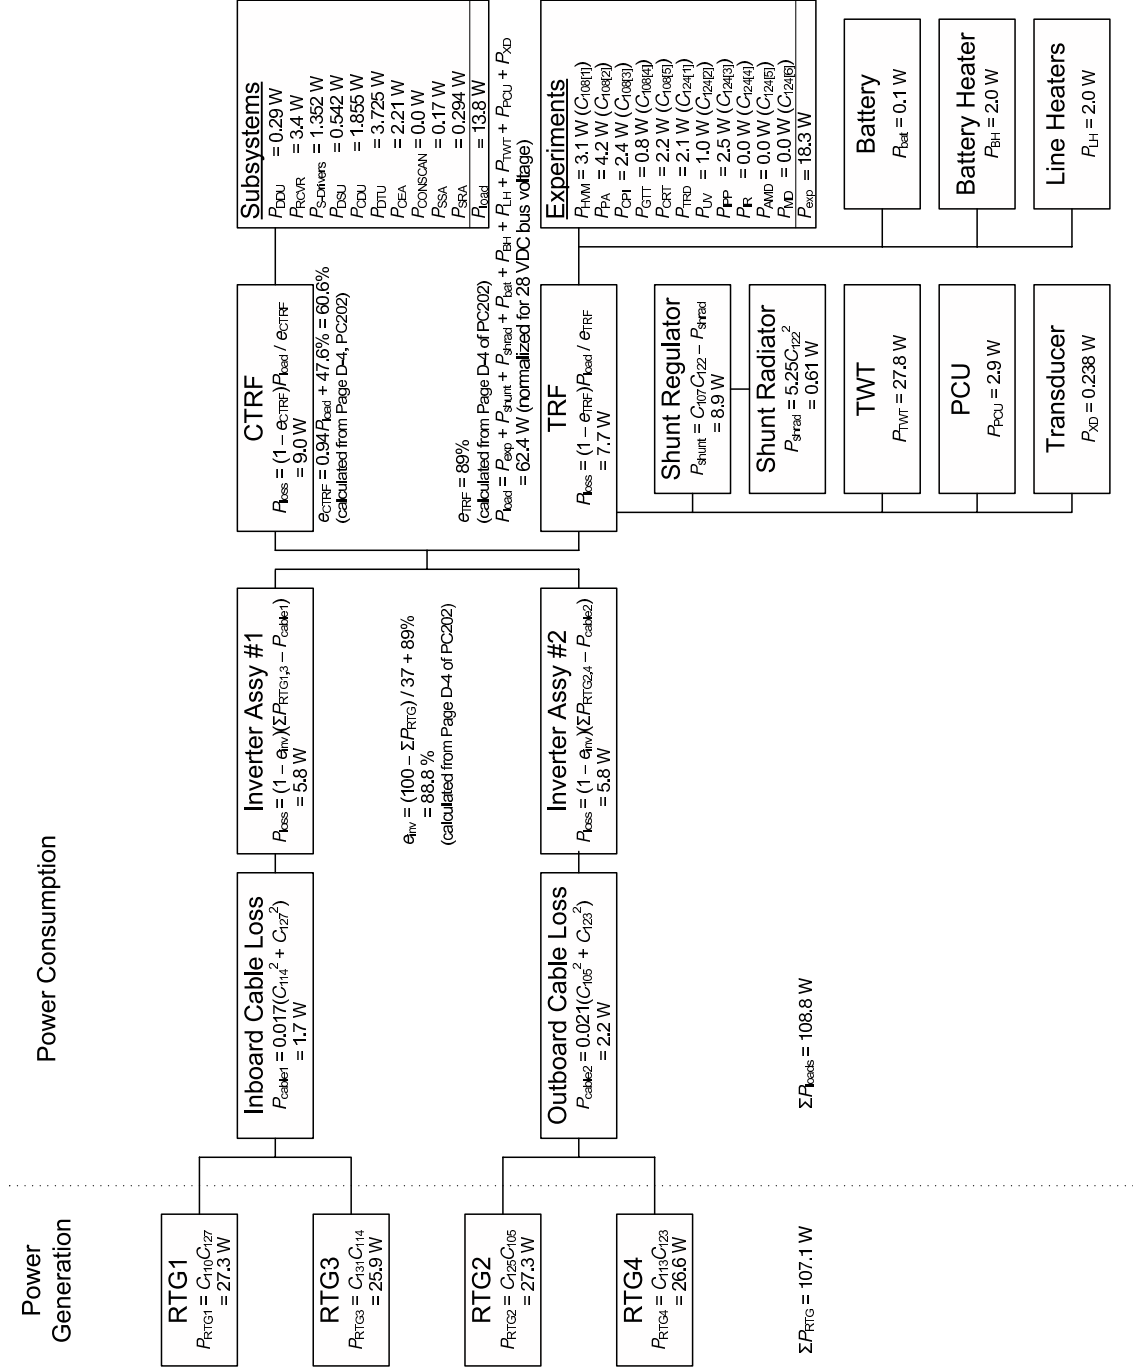 Power
Generation
Power Consumption
RTG1
P_RTG1 = C_110C_127
= 27.3 W
RTG3
P_RTG3 = C_131C_114
= 25.9 W
RTG2
P_RTG2 = C_125C_105
= 27.3 W
RTG4
P_RTG4 = C_113C_123
= 26.6 W
ΣP_RTG = 107.1 W
Inboard Cable Loss
P_cable1 = 0.017(C_114² + C_127²)
= 1.7 W
Outboard Cable Loss
P_cable2 = 0.021(C_105² + C_123²)
= 2.2 W
ΣP_loads = 108.8 W
Inverter Assy #1
P_loss = (1 – e_inv)(ΣP_RTG1,3 – P_cable1)
= 5.8 W
e_inv = (100 – ΣP_RTG) / 37 + 89%
= 88.8 %
(calculated from Page D-4 of PC202)
Inverter Assy #2
P_loss = (1 – e_inv)(ΣP_RTG2,4 – P_cable2)
= 5.8 W
CTRF
P_loss = (1 – e_CTRF)P_load / e_CTRF
= 9.0 W
e_CTRF = 0.94P_load + 47.6% = 60.6%
(calculated from Page D-4, PC202)
e_TRF = 89%
(calculated from Page D-4 of PC202)
P_load = P_exp + P_shunt + P_shrad + P_bat + P_BH + P_LH + P_TWT + P_PCU + P_XD
= 62.4 W (normalized for 28 VDC bus voltage)
TRF
P_loss = (1 – e_TRF)P_load / e_TRF
= 7.7 W
Shunt Regulator
P_shunt = C_107C_122 – P_shrad
= 8.9 W
Shunt Radiator
P_shrad = 5.25C_122²
= 0.61 W
TWT
P_TWT = 27.8 W
PCU
P_PCU = 2.9 W
Transducer
P_XD = 0.238 W
Subsystems
P_DDU = 0.29 W
P_RCVR = 3.4 W
P_S-Drivers = 1.352 W
P_DSU = 0.542 W
P_CDU = 1.855 W
P_DTU = 3.725 W
P_CEA = 2.21 W
P_CONSCAN = 0.0 W
P_SSA = 0.17 W
P_SRA = 0.294 W
P_load = 13.8 W
Experiments
P_HVM = 3.1 W (C_108[1])
P_PA = 4.2 W (C_108[2])
P_CPI = 2.4 W (C_108[3])
P_GTT = 0.8 W (C_108[4])
P_CRT = 2.2 W (C_108[5])
P_TRD = 2.1 W (C_124[1])
P_UV = 1.0 W (C_124[2])
P_IPP = 2.5 W (C_124[3])
P_IR = 0.0 W (C_124[4])
P_AMD = 0.0 W (C_124[5])
P_MD = 0.0 W (C_124[6])
P_exp = 18.3 W
Battery
P_bat = 0.1 W
Battery Heater
P_BH = 2.0 W
Line Heaters
P_LH = 2.0 W